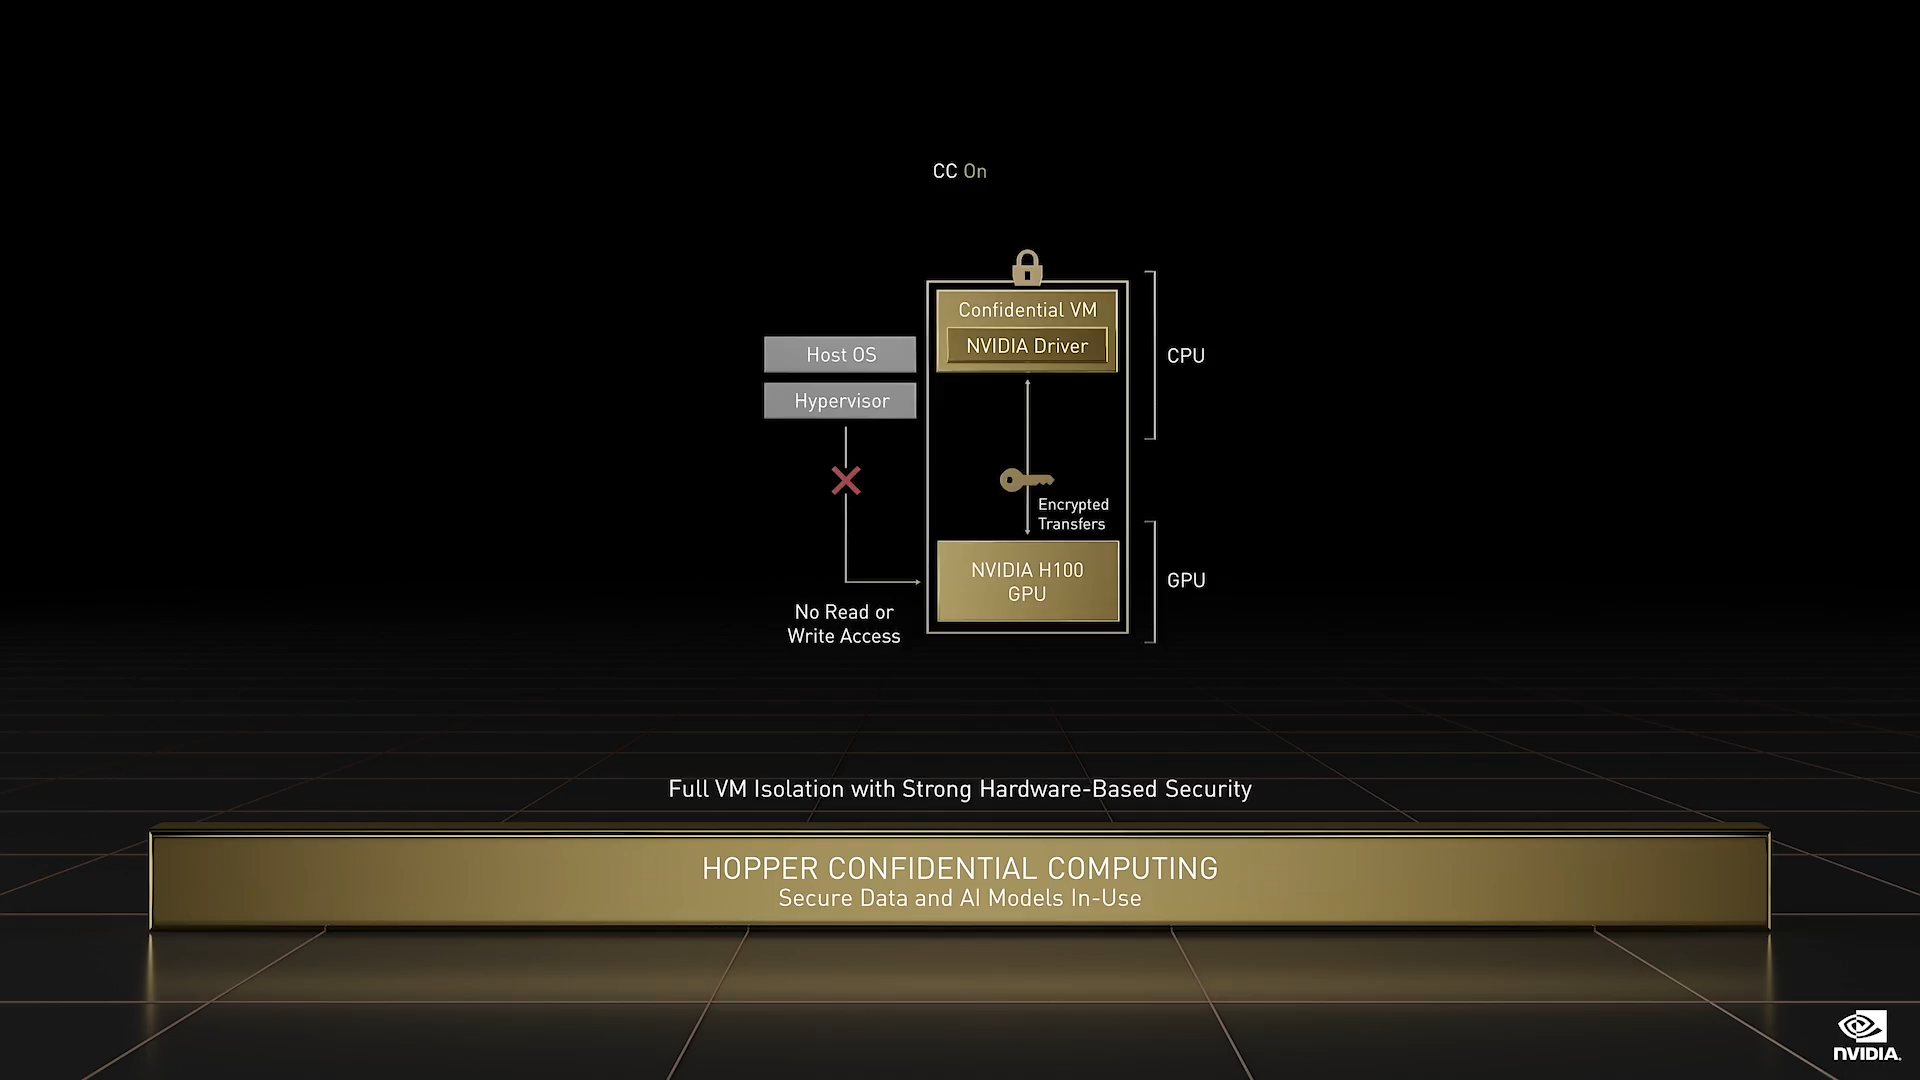 CC On
Confidential VM
NVIDIA Driver
Host OS
Hypervisor
CPU
Encrypted
Transfers
NVIDIA H100
GPU
GPU
No Read or
Write Access
Full VM Isolation with Strong Hardware-Based Security
HOPPER CONFIDENTIAL COMPUTING
Secure Data and AI Models In-Use
NVIDIA.